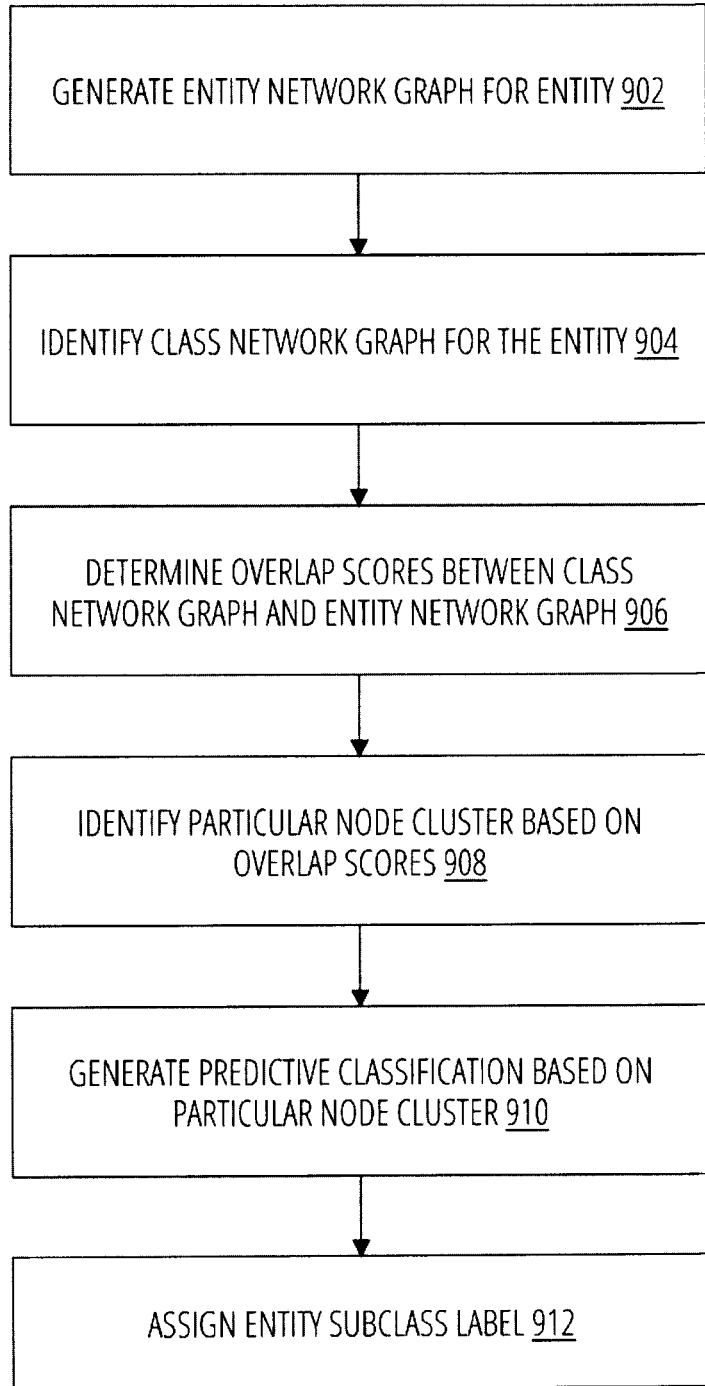 GENERATE ENTITY NETWORK GRAPH FOR ENTITY 902
IDENTIFY CLASS NETWORK GRAPH FOR THE ENTITY 904
DETERMINE OVERLAP SCORES BETWEEN CLASS
NETWORK GRAPH AND ENTITY NETWORK GRAPH 906
IDENTIFY PARTICULAR NODE CLUSTER BASED ON
OVERLAP SCORES 908
GENERATE PREDICTIVE CLASSIFICATION BASED ON
PARTICULAR NODE CLUSTER 910
ASSIGN ENTITY SUBCLASS LABEL 912